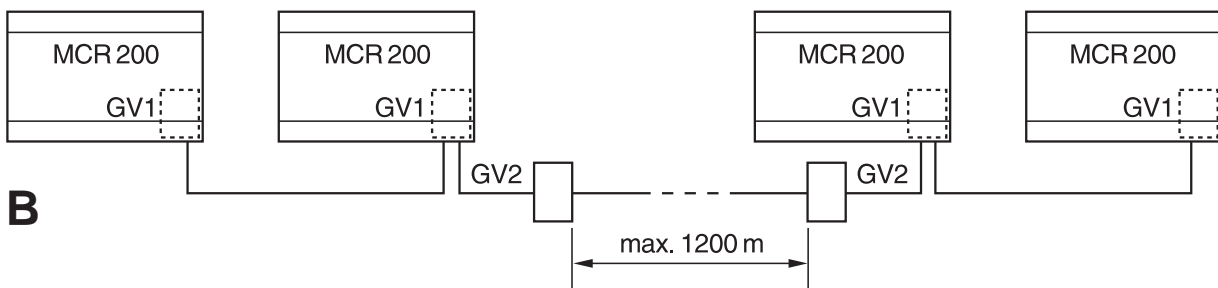 MCR 200 MCR 200 MCR 200 MCR 200
GV1 GV1 GV1 GV1
GV2 GV2
B
max. 1200 m